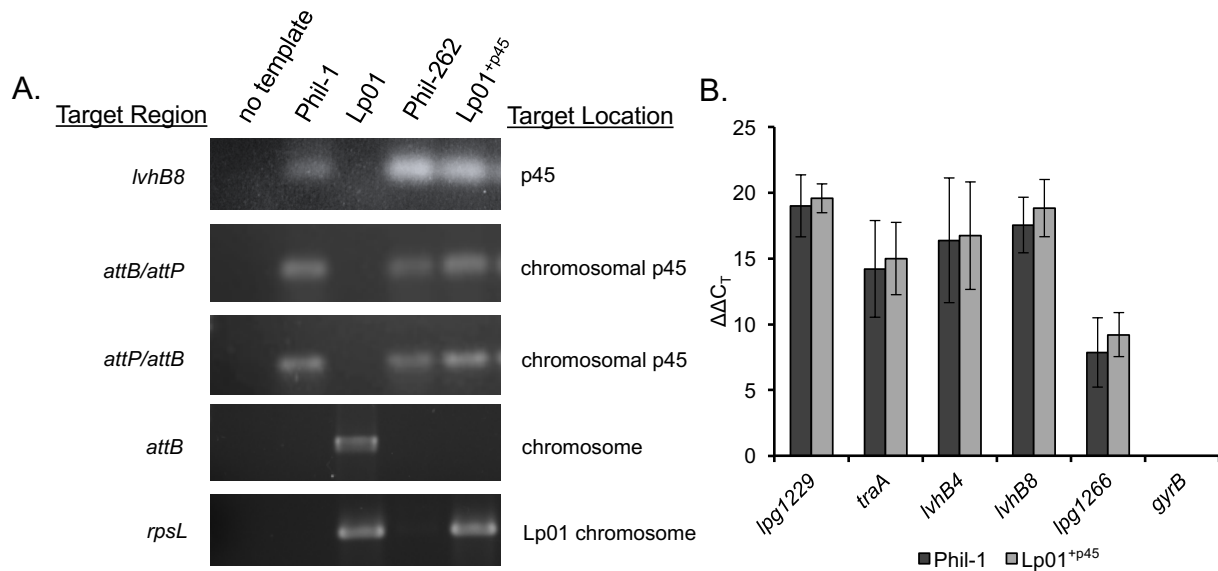 A.
Target Region
no template
Phil-1
Lp01
Phil-262
Lp01+p45
Target Location
lvhB8
p45
attB/attP
chromosomal p45
attP/attB
chromosomal p45
attB
chromosome
rpsL
Lp01 chromosome
B.
25
20
15
10
5
0
ΔΔCT
lpg1229
traA
lvhB4
lvhB8
lpg1266
gyrB
Phil-1 Lp01+p45